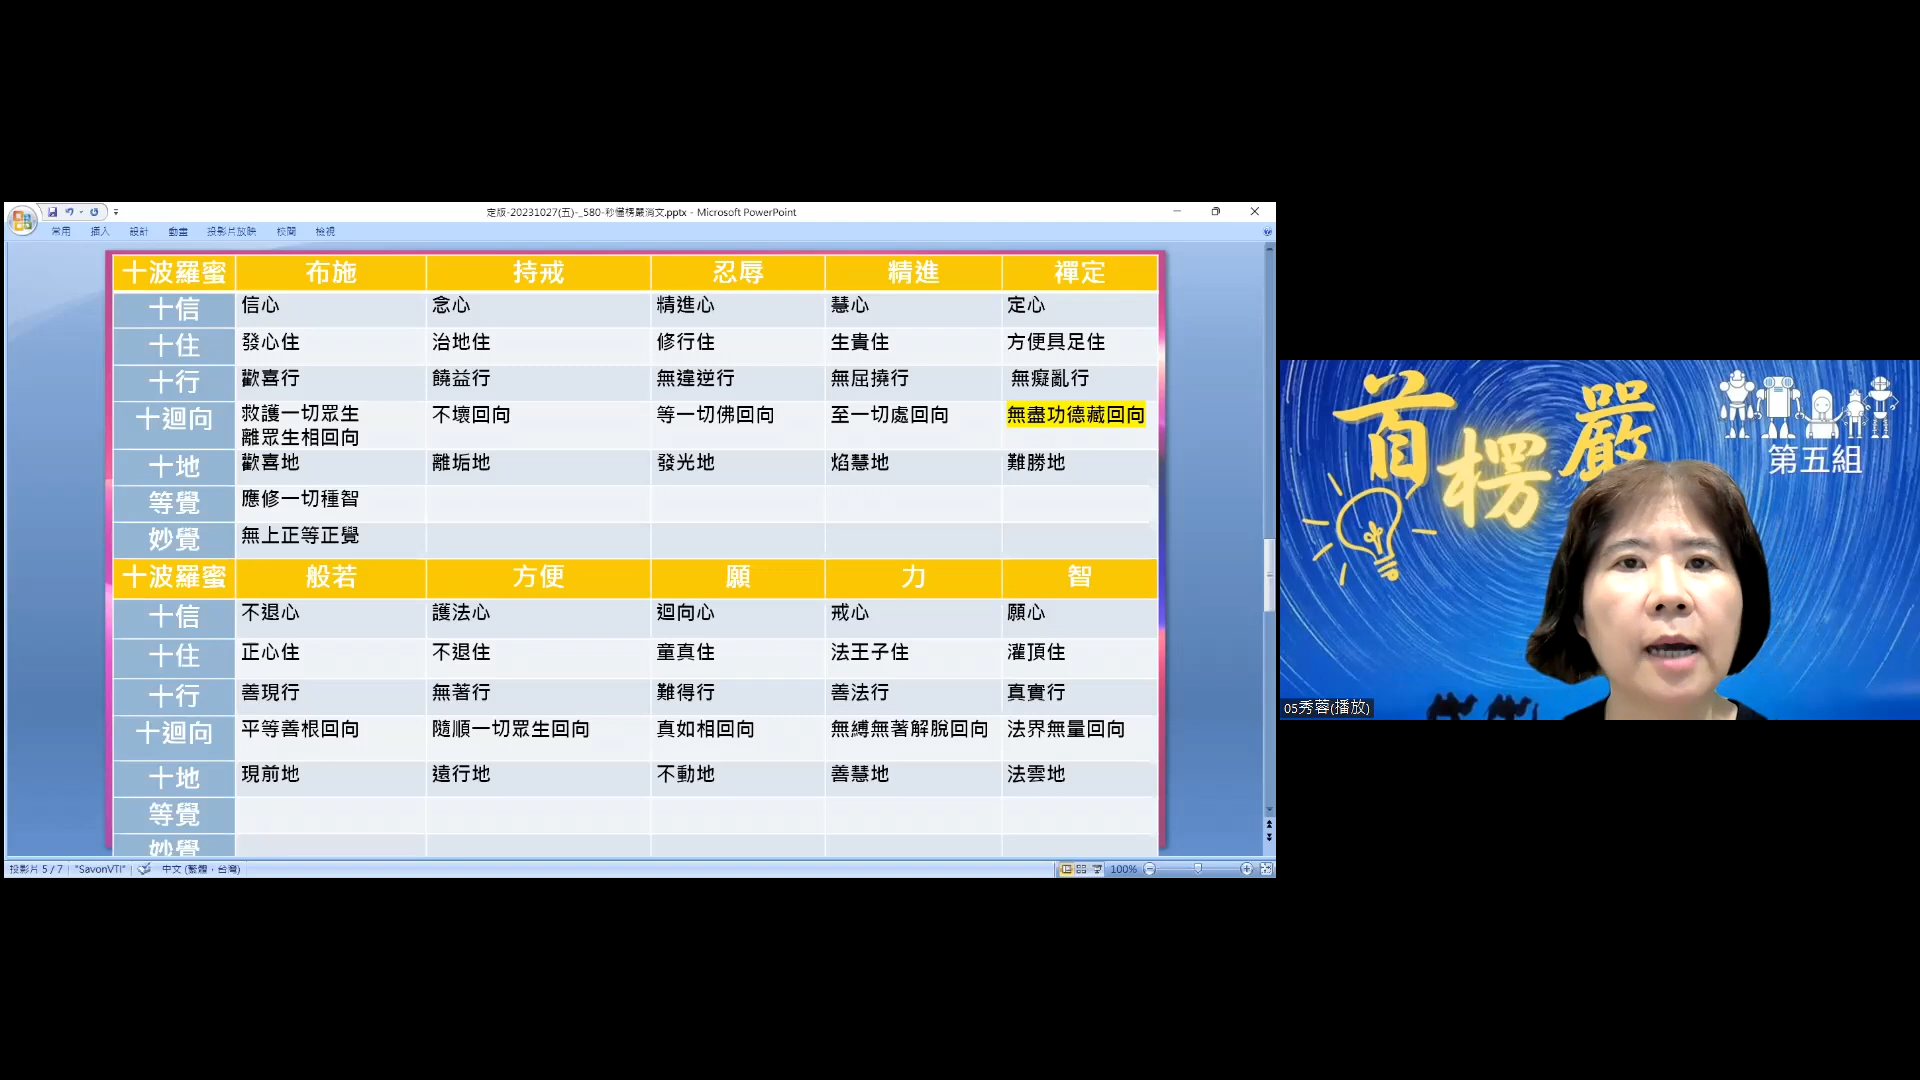 定版-20231027(五)-_580-秒懂楞嚴消文.pptx - Microsoft PowerPoint
常用 插入 設計 動畫 投影片放映 校閱 檢視
十波羅蜜 布施 持戒 忍辱 精進 禪定
十信 信心 念心 精進心 慧心 定心
十住 發心住 治地住 修行住 生貴住 方便具足住
十行 歡喜行 饒益行 無違逆行 無屈撓行 無癡亂行
十迴向 救護一切眾生 不壞回向 等一切佛回向 至一切處回向 無盡功德藏回向
離眾生相回向
十地 歡喜地 離垢地 發光地 焰慧地 難勝地
等覺 應修一切種智
妙覺 無上正等正覺
十波羅蜜 般若 方便 願 力 智
十信 不退心 護法心 迴向心 戒心 願心
十住 正心住 不退住 童真住 法王子住 灌頂住
十行 善現行 無著行 難得行 善法行 真實行
十迴向 平等善根回向 隨順一切眾生回向 真如相回向 無縛無著解脫回向 法界無量回向
十地 現前地 遠行地 不動地 善慧地 法雲地
等覺
妙覺
投影片 5 / 7 "SavonVTI" 中文 (繁體，台灣) 100%
首楞嚴
第五組
05秀蓉(播放)